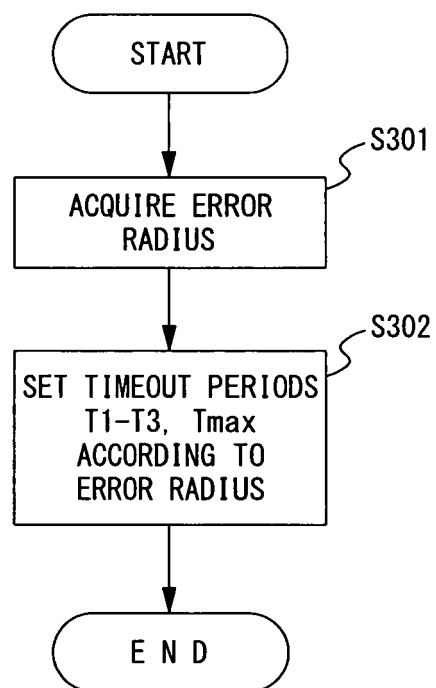 START
S301
ACQUIRE ERROR
RADIUS
S302
SET TIMEOUT PERIODS
T1-T3, Tmax
ACCORDING TO
ERROR RADIUS
E N D